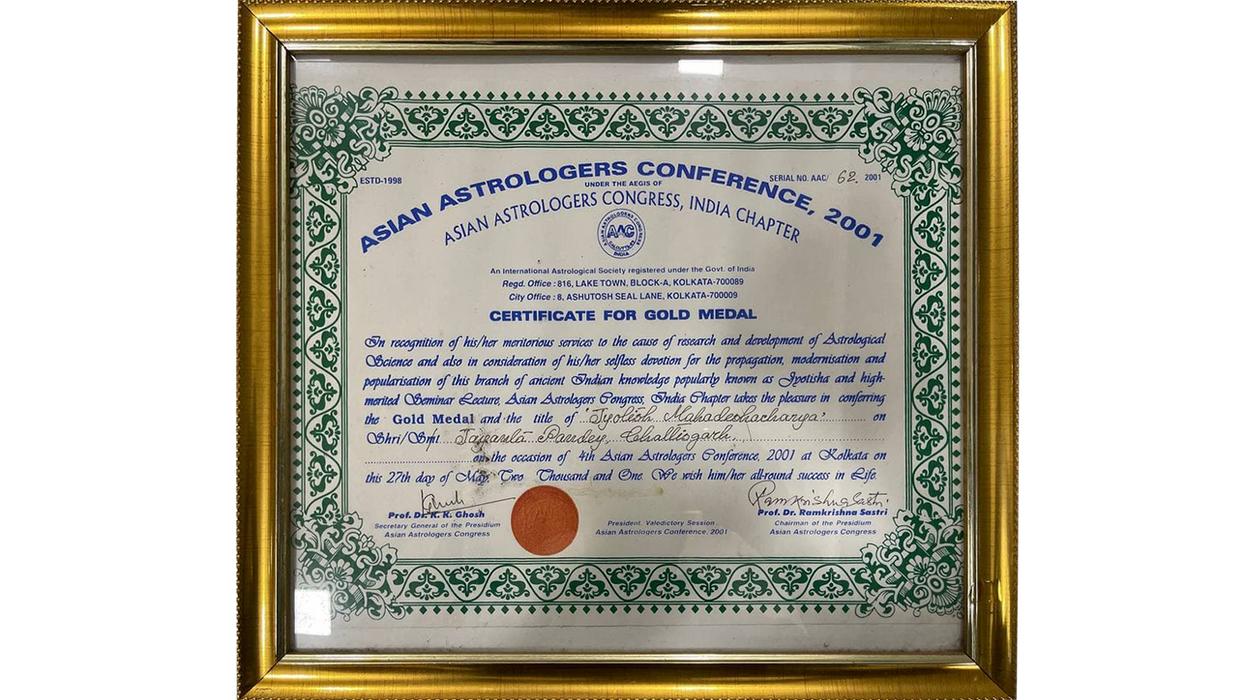 ESTD-1998
SERIAL NO. AAC/ 62. 2001
ASIAN ASTROLOGERS CONFERENCE, 2001
UNDER THE AEGIS OF
ASIAN ASTROLOGERS CONGRESS, INDIA CHAPTER
ASIAN ASTROLOGERS CONGRESS
AAC
INDIA
An International Astrological Society registered under the Govt. of India
Regd. Office : 816, LAKE TOWN, BLOCK-A, KOLKATA-700089
City Office : 8, ASHUTOSH SEAL LANE, KOLKATA-700009
CERTIFICATE FOR GOLD MEDAL
In recognition of his/her meritorious services to the cause of research and development of Astrological
Science and also in consideration of his/her selfless devotion for the propagation, modernisation and
popularisation of this branch of ancient Indian knowledge popularly known as Jyotisha and high-
merited Seminar Lecture, Asian Astrologers Congress, India Chapter takes the pleasure in conferring
the Gold Medal and the title of 'Jyotish Mahadeshacharya' on
Shri/Smt. Pandey, Chattisgarh.
on the occasion of 4th Asian Astrologers Conference, 2001 at Kolkata on
this 27th day of May, Two Thousand and One. We wish him/her all-round success in Life.
Ramkrishna Sastri.
Prof. Dr. K. K. Ghosh
Secretary General of the Presidium
Asian Astrologers Congress
President, Valedictory Session
Asian Astrologers Conference, 2001
Prof. Dr. Ramkrishna Sastri
Chairman of the Presidium
Asian Astrologers Congress